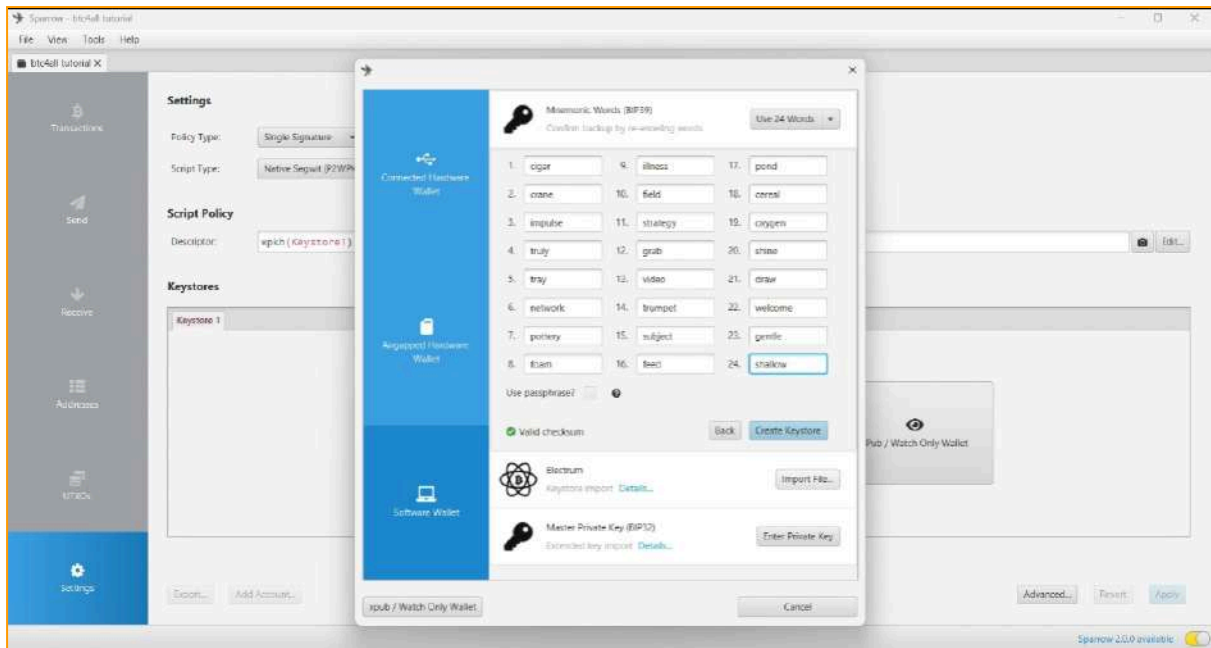 Sparrow - btc4all tutorial
File View Tools Help
btc4all tutorial X
Transactions
Send
Receive
Addresses
UTXOs
Settings
Settings
Policy Type: Single Signature
Script Type: Native Segwit (P2WP
Script Policy
Descriptor: wpkh(Keystore1)
Edit...
Keystores
Keystore 1
Connected Hardware
Wallet
Airgapped Hardware
Wallet
Software Wallet
Mnemonic Words (BIP39)
Confirm backup by re-entering words
Use 24 Words
1. cigar 9. illness 17. pond
2. crane 10. field 18. cereal
3. impulse 11. strategy 19. oxygen
4. truly 12. grab 20. shine
5. tray 13. video 21. draw
6. network 14. trumpet 22. welcome
7. pottery 15. subject 23. gentle
8. foam 16. feed 24. shallow
Use passphrase?
Valid checksum
Back
Create Keystore
Electrum
Keystore import Details...
Import File...
Master Private Key (BIP32)
Extended key import Details...
Enter Private Key
xpub / Watch Only Wallet
Cancel
Pub / Watch Only Wallet
Export... Add Account...
Advanced... Revert Apply
Sparrow 2.0.0 available